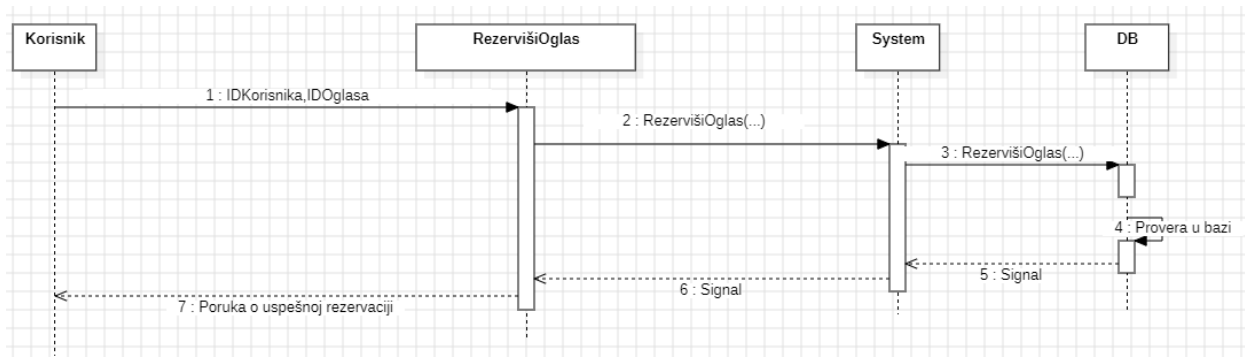 Korisnik
RezervišiOglas
System
DB
1 : IDKorisnika,IDOglasa
2 : RezervišiOglas(...)
3 : RezervišiOglas(...)
4 : Provera u bazi
5 : Signal
6 : Signal
7 : Poruka o uspešnoj rezervaciji